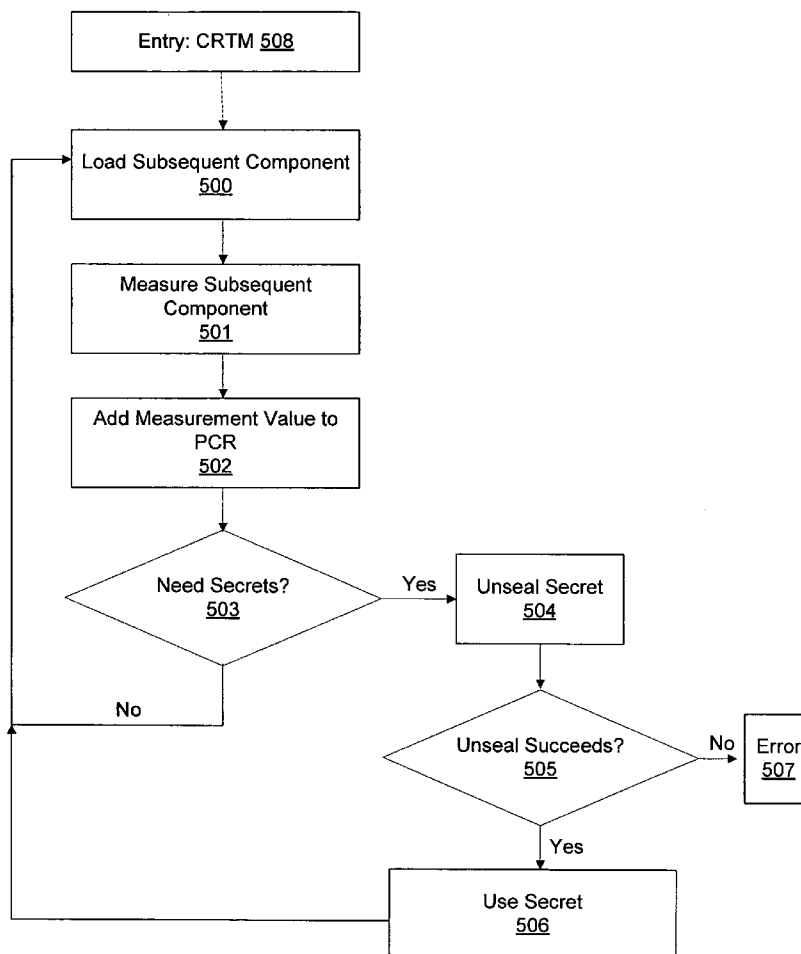 Entry: CRTM 508
Load Subsequent Component
500
Measure Subsequent
Component
501
Add Measurement Value to
PCR
502
Need Secrets?
503
Yes
Unseal Secret
504
No
Unseal Succeeds?
505
No
Error
507
Yes
Use Secret
506